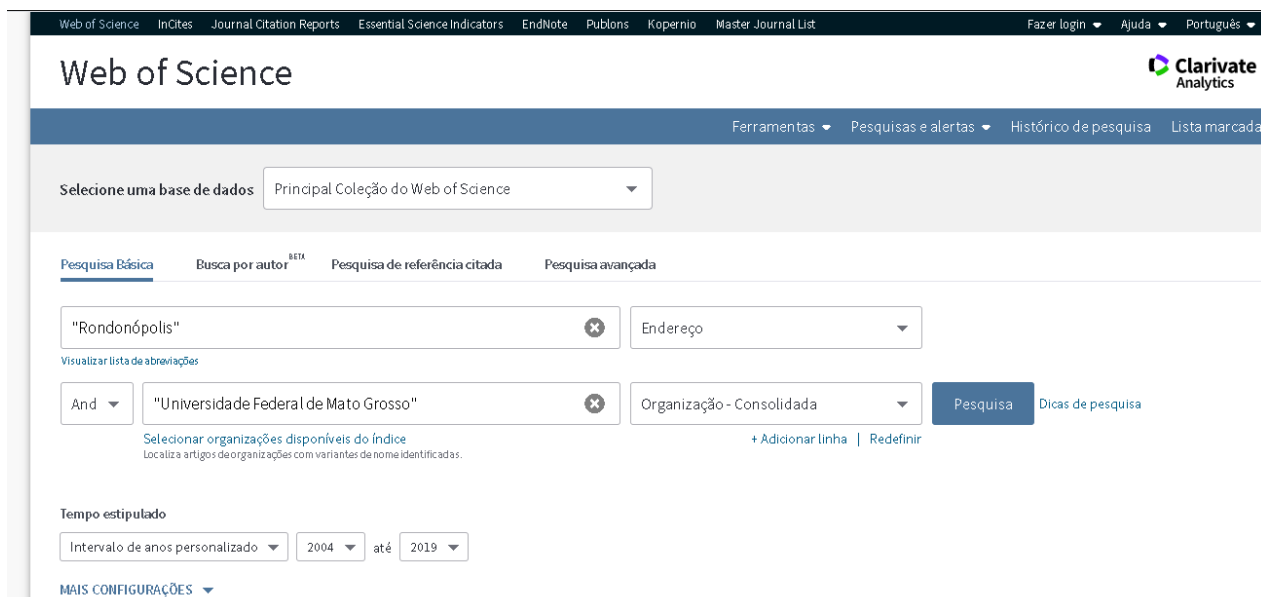 Web of Science InCites Journal Citation Reports Essential Science Indicators EndNote Publons Kopernio Master Journal List Fazer login Ajuda Português
Web of Science
Clarivate
Analytics
Ferramentas Pesquisas e alertas Histórico de pesquisa Lista marcada
Selecione uma base de dados Principal Coleção do Web of Science
Pesquisa Básica Busca por autor BETA Pesquisa de referência citada Pesquisa avançada
"Rondonópolis" Endereço
Visualizar lista de abreviações
And "Universidade Federal de Mato Grosso" Organização - Consolidada Pesquisa Dicas de pesquisa
Selecionar organizações disponíveis do índice + Adicionar linha | Redefinir
Localiza artigos de organizações com variantes de nome identificadas.
Tempo estipulado
Intervalo de anos personalizado 2004 até 2019
MAIS CONFIGURAÇÕES